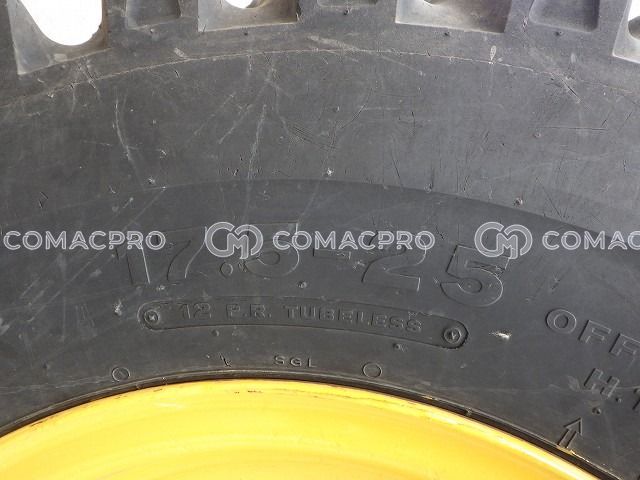 COMACPRO COMACPRO COMACPRO
17.5-25
12 P.R. TUBELESS
OFF
SGL
H.